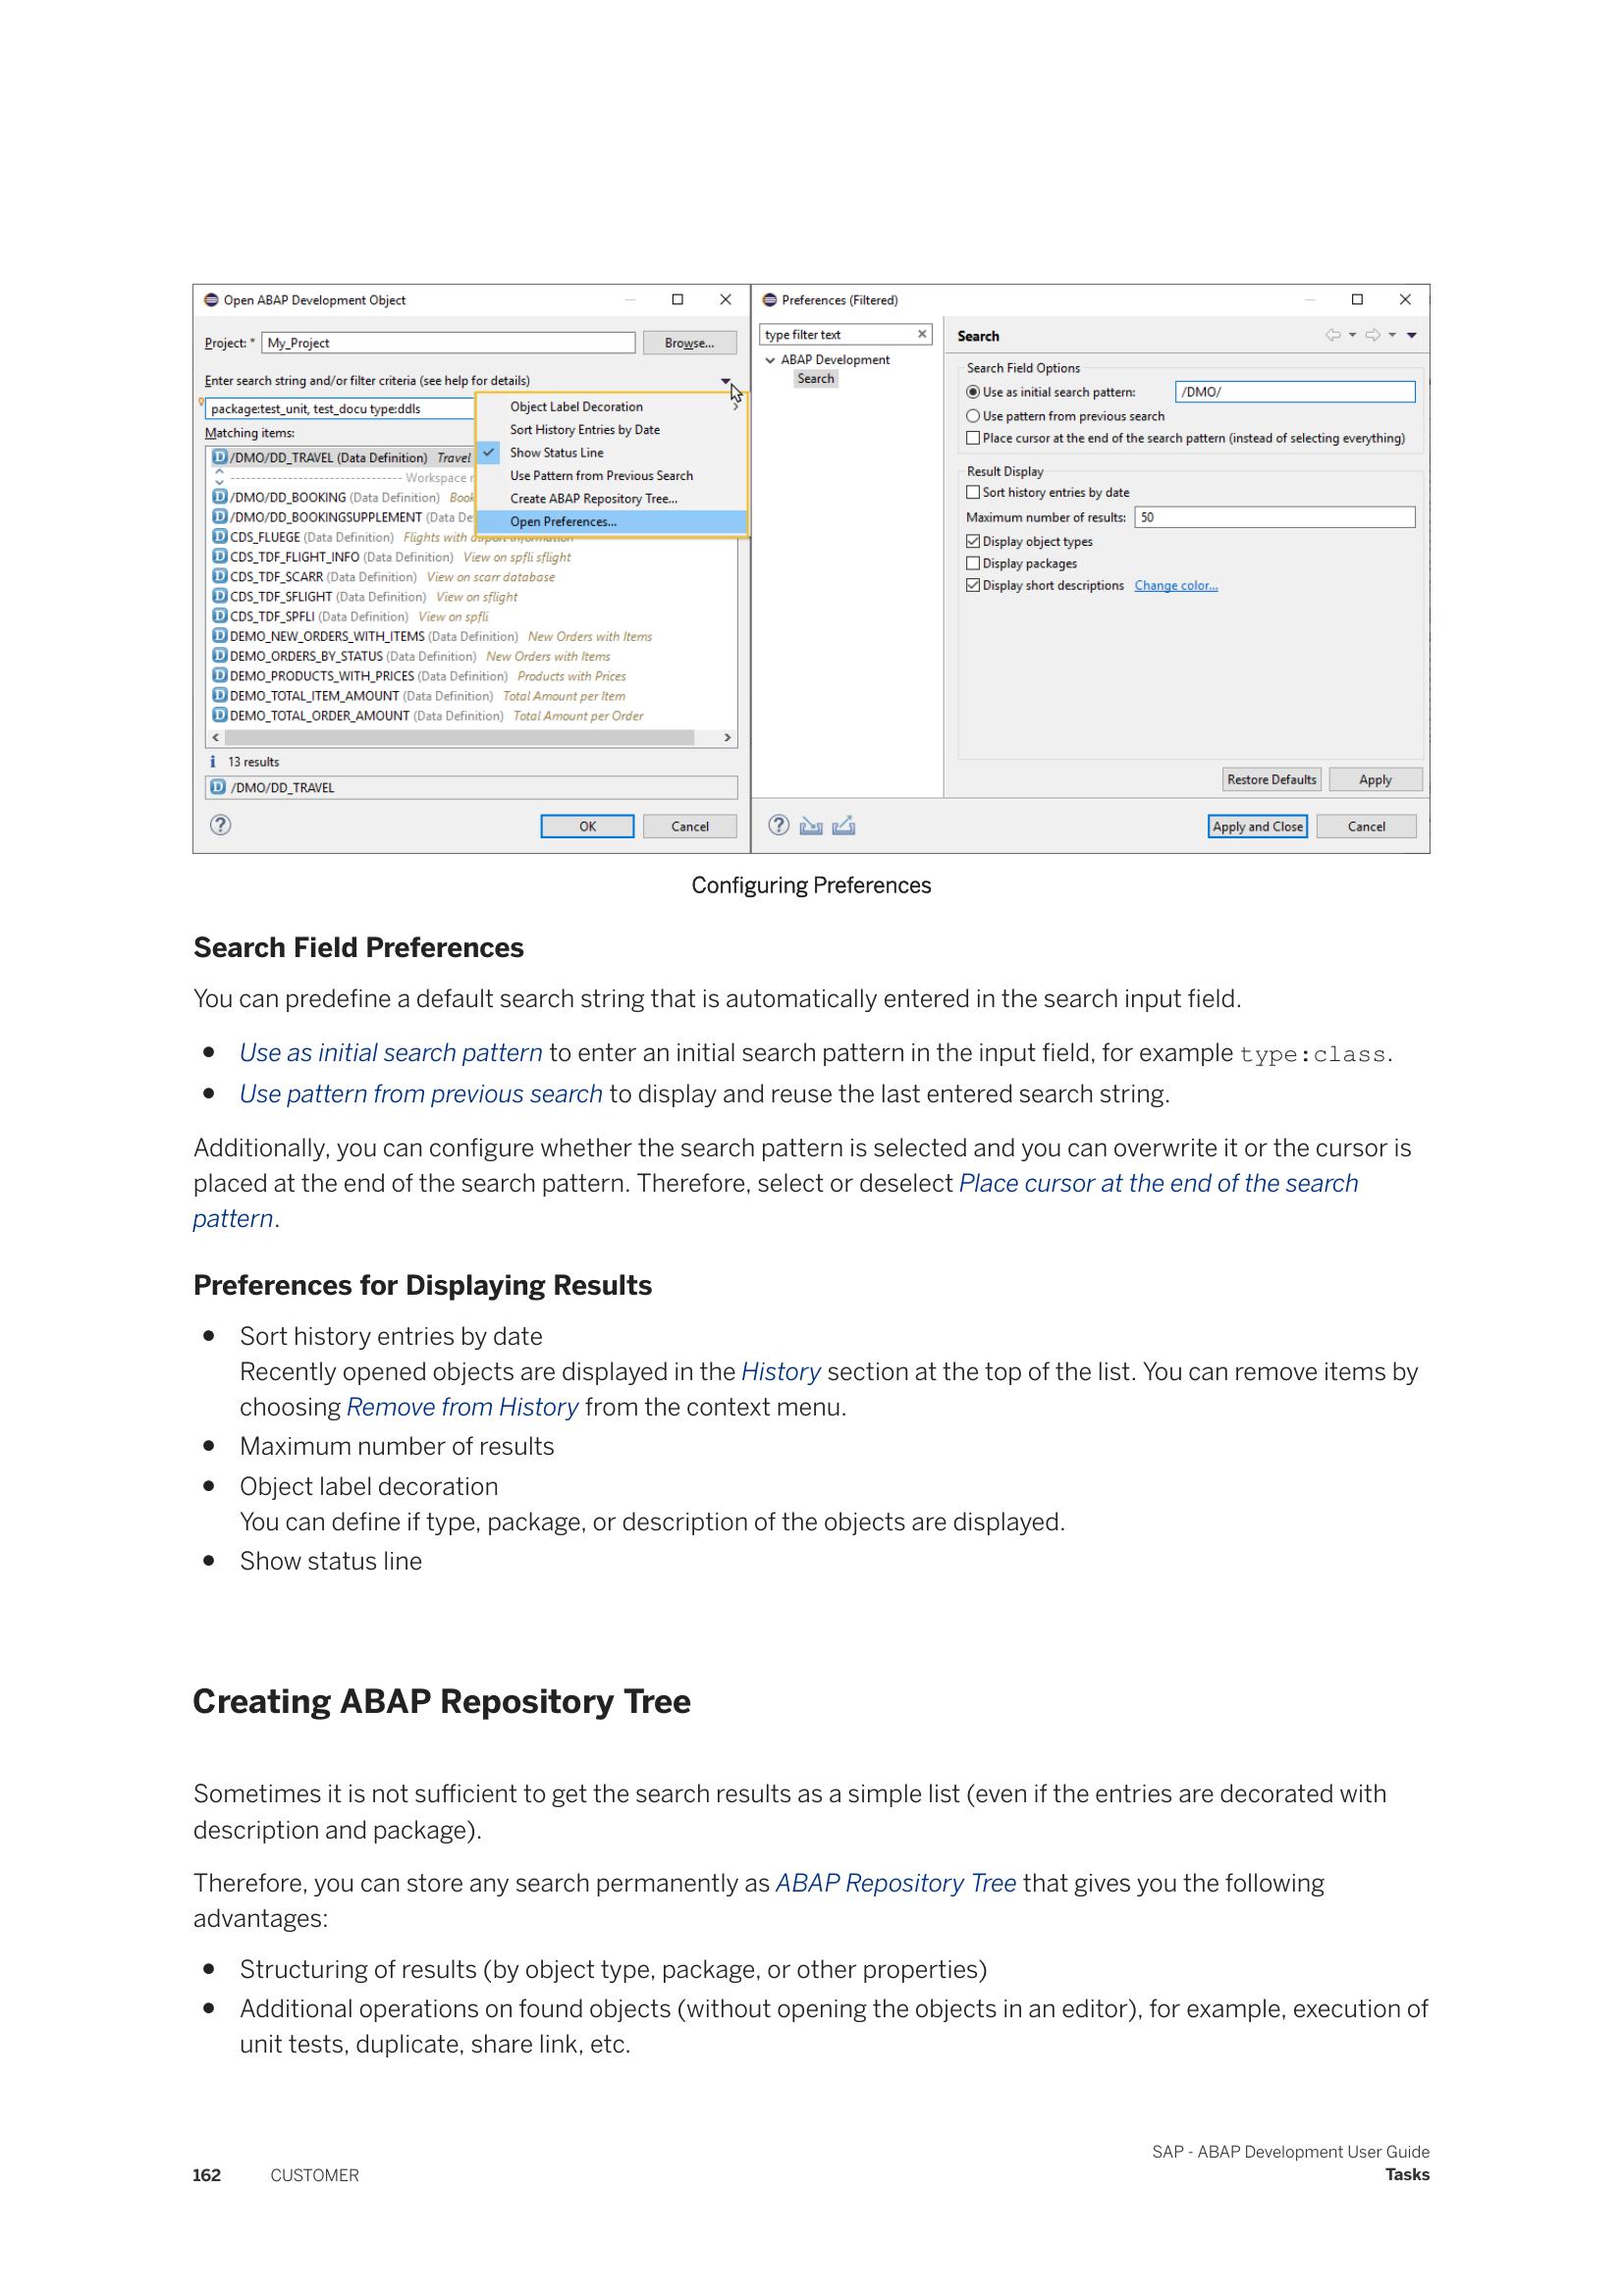 Open ABAP Development Object
Project: * My_Project Browse...
Enter search string and/or filter criteria (see help for details)
package:test_unit, test_docu type:ddls
Matching items:
/DMO/DD_TRAVEL (Data Definition) Travel
Workspace
/DMO/DD_BOOKING (Data Definition)
/DMO/DD_BOOKINGSUPPLEMENT
CDS_FLUEGE (Data Definition) Flights with airport information
CDS_TDF_FLIGHT_INFO (Data Definition) View on spfli sflight
CDS_TDF_SCARR (Data Definition) View on scarr database
CDS_TDF_SFLIGHT (Data Definition) View on sflight
CDS_TDF_SPFLI (Data Definition) View on spfli
DEMO_NEW_ORDERS_WITH_ITEMS (Data Definition) New Orders with Items
DEMO_ORDERS_BY_STATUS (Data Definition) New Orders with Items
DEMO_PRODUCTS_WITH_PRICES (Data Definition) Products with Prices
DEMO_TOTAL_ITEM_AMOUNT (Data Definition) Total Amount per Item
DEMO_TOTAL_ORDER_AMOUNT (Data Definition) Total Amount per Order
13 results
/DMO/DD_TRAVEL
OK Cancel
Object Label Decoration
Sort History Entries by Date
Show Status Line
Use Pattern from Previous Search
Create ABAP Repository Tree...
Open Preferences...
Preferences (Filtered)
type filter text
ABAP Development
Search
Search
Search Field Options
Use as initial search pattern: /DMO/
Use pattern from previous search
Place cursor at the end of the search pattern (instead of selecting everything)
Result Display
Sort history entries by date
Maximum number of results: 50
Display object types
Display packages
Display short descriptions Change color...
Restore Defaults Apply
Apply and Close Cancel
Configuring Preferences
Search Field Preferences
You can predefine a default search string that is automatically entered in the search input field.
• Use as initial search pattern to enter an initial search pattern in the input field, for example type:class.
• Use pattern from previous search to display and reuse the last entered search string.
Additionally, you can configure whether the search pattern is selected and you can overwrite it or the cursor is
placed at the end of the search pattern. Therefore, select or deselect Place cursor at the end of the search
pattern.
Preferences for Displaying Results
• Sort history entries by date
Recently opened objects are displayed in the History section at the top of the list. You can remove items by
choosing Remove from History from the context menu.
• Maximum number of results
• Object label decoration
You can define if type, package, or description of the objects are displayed.
• Show status line
Creating ABAP Repository Tree
Sometimes it is not sufficient to get the search results as a simple list (even if the entries are decorated with
description and package).
Therefore, you can store any search permanently as ABAP Repository Tree that gives you the following
advantages:
• Structuring of results (by object type, package, or other properties)
• Additional operations on found objects (without opening the objects in an editor), for example, execution of
unit tests, duplicate, share link, etc.
SAP - ABAP Development User Guide
162 CUSTOMER Tasks